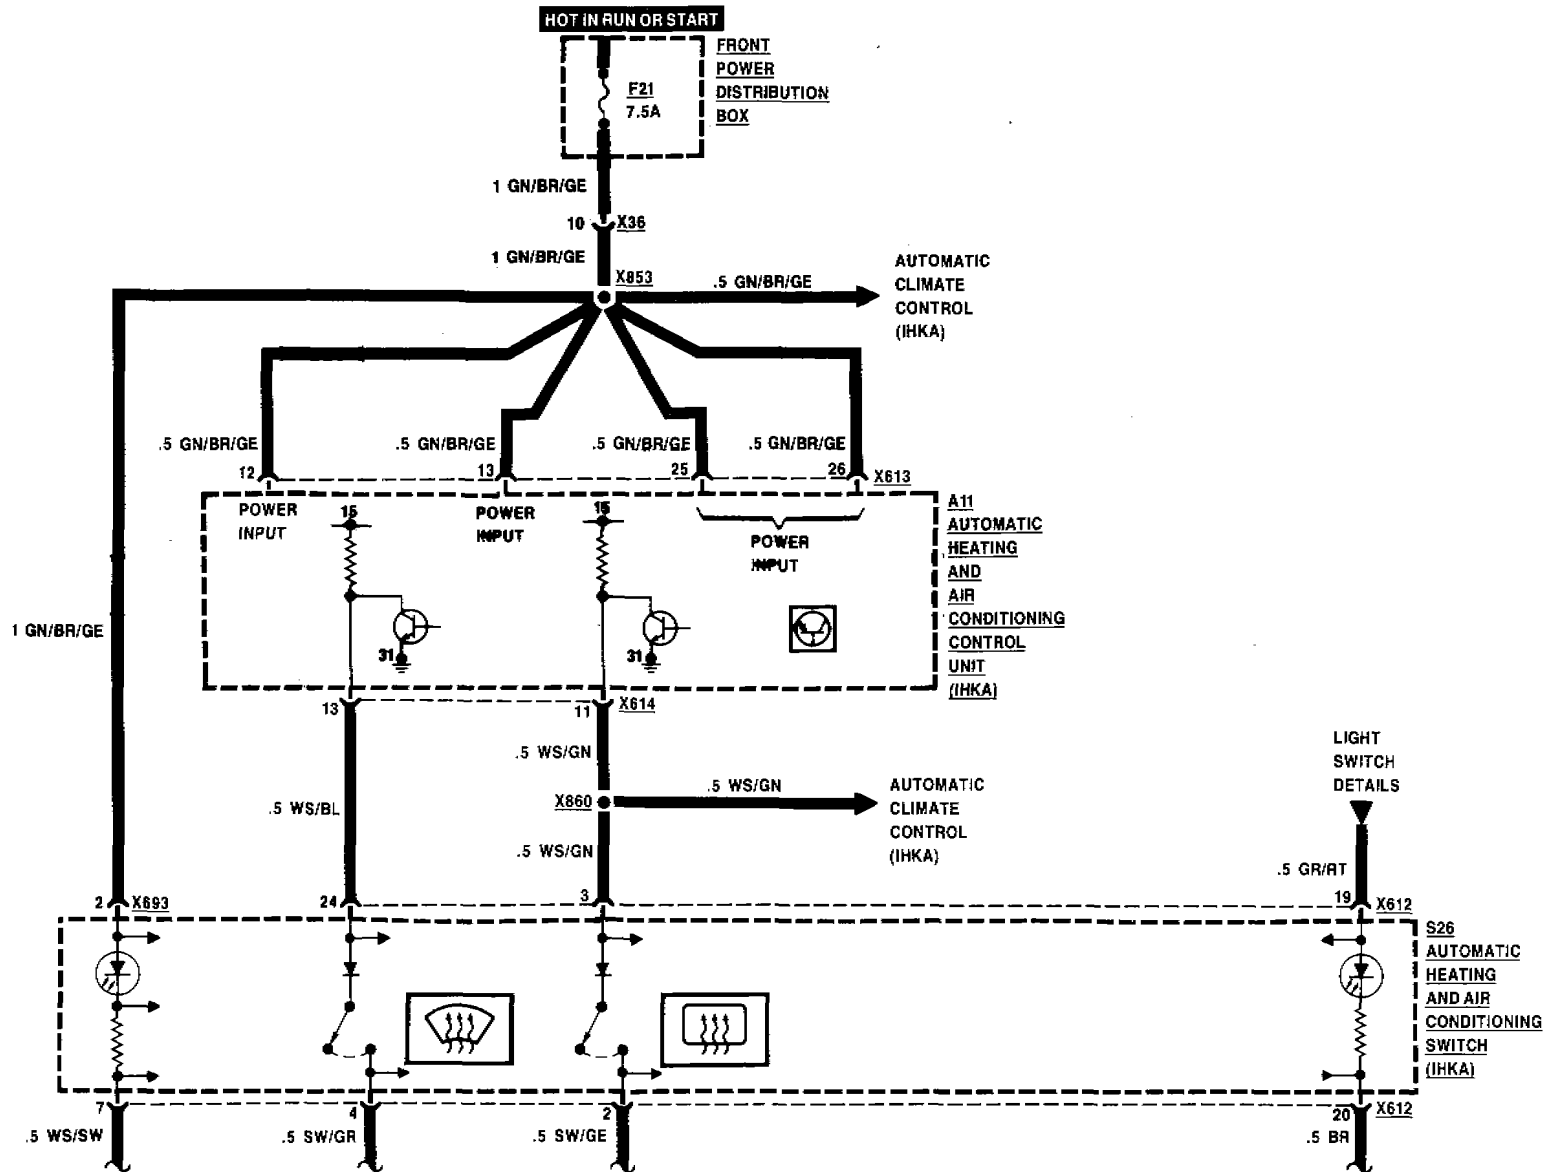 HOT IN RUN OR START
FRONT
POWER
DISTRIBUTION
BOX
F21
7.5A
1 GN/BR/GE
10
X36
1 GN/BR/GE
X853
.5 GN/BR/GE
AUTOMATIC
CLIMATE
CONTROL
(IHKA)
.5 GN/BR/GE
.5 GN/BR/GE
.5 GN/BR/GE
.5 GN/BR/GE
12
13
25
26
X613
POWER
INPUT
15
POWER
INPUT
15
POWER
INPUT
A11
AUTOMATIC
HEATING
AND
AIR
CONDITIONING
CONTROL
UNIT
(IHKA)
1 GN/BR/GE
31
31
13
11
X614
.5 WS/GN
.5 WS/BL
X860
.5 WS/GN
AUTOMATIC
CLIMATE
CONTROL
(IHKA)
LIGHT
SWITCH
DETAILS
.5 WS/GN
.5 GR/RT
2
X693
24
3
19
X612
S26
AUTOMATIC
HEATING
AND AIR
CONDITIONING
SWITCH
(IHKA)
7
4
2
20
X612
.5 WS/SW
.5 SW/GR
.5 SW/GE
.5 BR